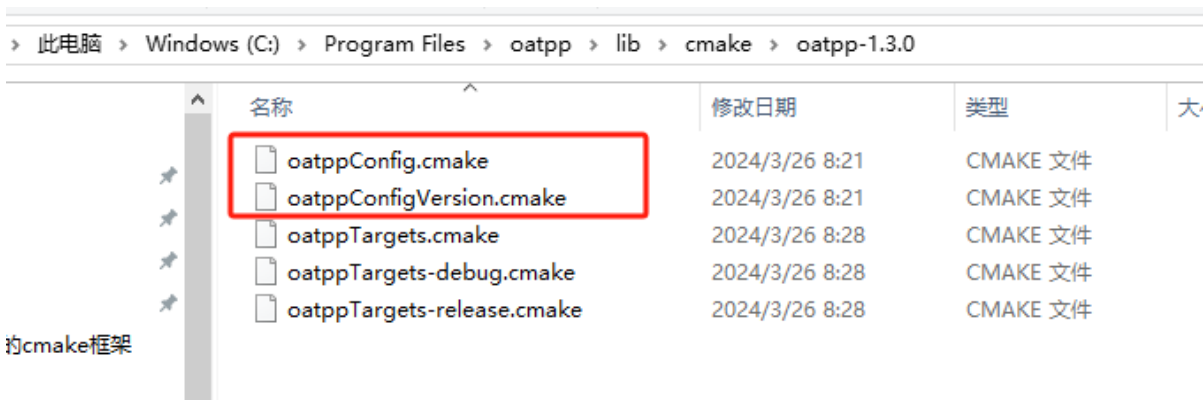 > 此电脑 > Windows (C:) > Program Files > oatpp > lib > cmake > oatpp-1.3.0
名称 修改日期 类型
oatppConfig.cmake 2024/3/26 8:21 CMAKE 文件
oatppConfigVersion.cmake 2024/3/26 8:21 CMAKE 文件
oatppTargets.cmake 2024/3/26 8:28 CMAKE 文件
oatppTargets-debug.cmake 2024/3/26 8:28 CMAKE 文件
oatppTargets-release.cmake 2024/3/26 8:28 CMAKE 文件
的cmake框架